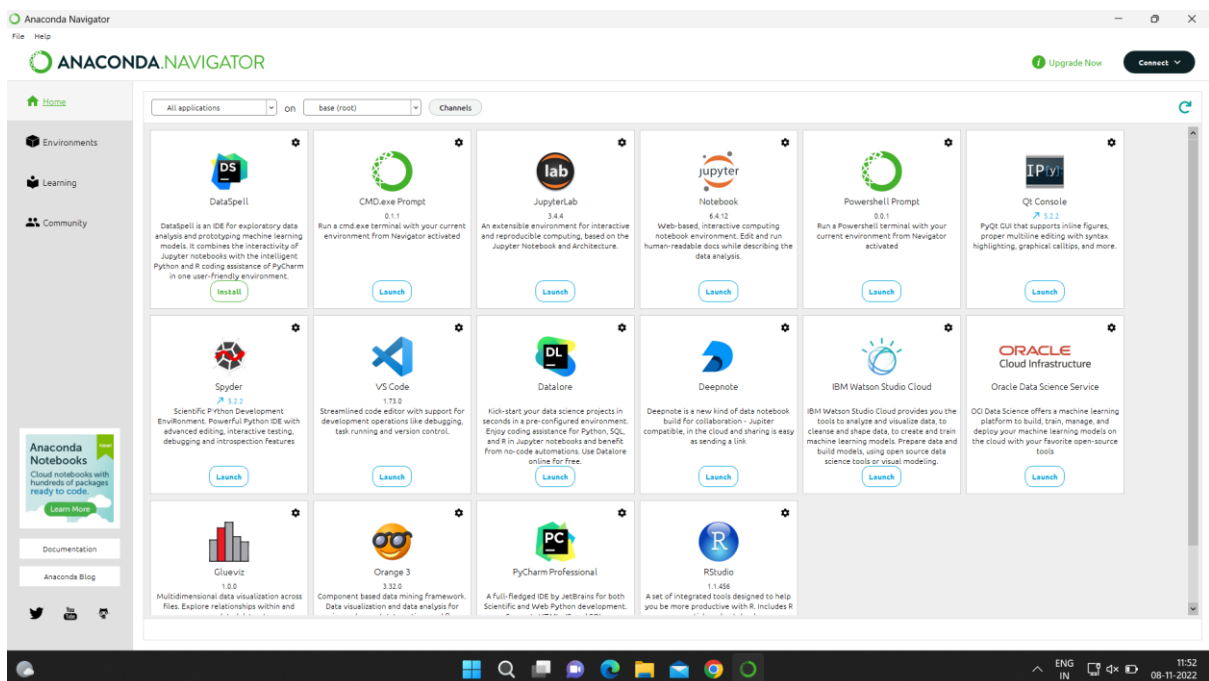 Anaconda Navigator
File Help
ANACONDA.NAVIGATOR
Upgrade Now
Connect
Home
All applications
on
base (root)
Channels
Environments
Learning
Community
DS
DataSpell
DataSpell is an IDE for exploratory data
analysis and prototyping machine learning
models. It combines the interactivity of
Jupyter notebooks with the intelligent
Python and R coding assistance of PyCharm
in one user-friendly environment.
Install
CMD.exe Prompt
0.1.1
Run a cmd.exe terminal with your current
environment from Navigator activated
Launch
lab
JupyterLab
3.4.4
An extensible environment for interactive
and reproducible computing, based on the
Jupyter Notebook and Architecture.
Launch
jupyter
Notebook
6.4.12
Web-based, interactive computing
notebook environment. Edit and run
human-readable docs while describing the
data analysis.
Launch
Powershell Prompt
0.0.1
Run a Powershell terminal with your
current environment from Navigator
activated
Launch
IP[y]:
Qt Console
5.2.2
PyQt GUI that supports inline figures,
proper multiline editing with syntax
highlighting, graphical calltips, and more.
Launch
Spyder
5.2.2
Scientific PYthon Development
EnviRonment. Powerful Python IDE with
advanced editing, interactive testing,
debugging and introspection features
Launch
VS Code
1.73.0
Streamlined code editor with support for
development operations like debugging,
task running and version control.
Launch
DL
Datalore
Kick-start your data science projects in
seconds in a pre-configured environment.
Enjoy coding assistance for Python, SQL,
and R in Jupyter notebooks and benefit
from no-code automations. Use Datalore
online for free.
Launch
Deepnote
Deepnote is a new kind of data notebook
build for collaboration - Jupiter
compatible, in the cloud and sharing is easy
as sending a link
Launch
IBM Watson Studio Cloud
IBM Watson Studio Cloud provides you the
tools to analyze and visualize data, to
cleanse and shape data, to create and train
machine learning models. Prepare data and
build models, using open source data
science tools or visual modeling.
Launch
ORACLE
Cloud Infrastructure
Oracle Data Science Service
OCI Data Science offers a machine learning
platform to build, train, manage, and
deploy your machine learning models on
the cloud with your favorite open-source
tools
Launch
Anaconda
Notebooks
new!
Cloud notebooks with
hundreds of packages
ready to code.
Learn More
Documentation
Anaconda Blog
You
Tube
Glueviz
1.0.0
Multidimensional data visualization across
files. Explore relationships within and
Orange 3
3.32.0
Component based data mining framework.
Data visualization and data analysis for
PC
PyCharm Professional
A full-fledged IDE by JetBrains for both
Scientific and Web Python development.
R
RStudio
1.1.456
A set of integrated tools designed to help
you be more productive with R. Includes R
ENG
IN
11:52
08-11-2022